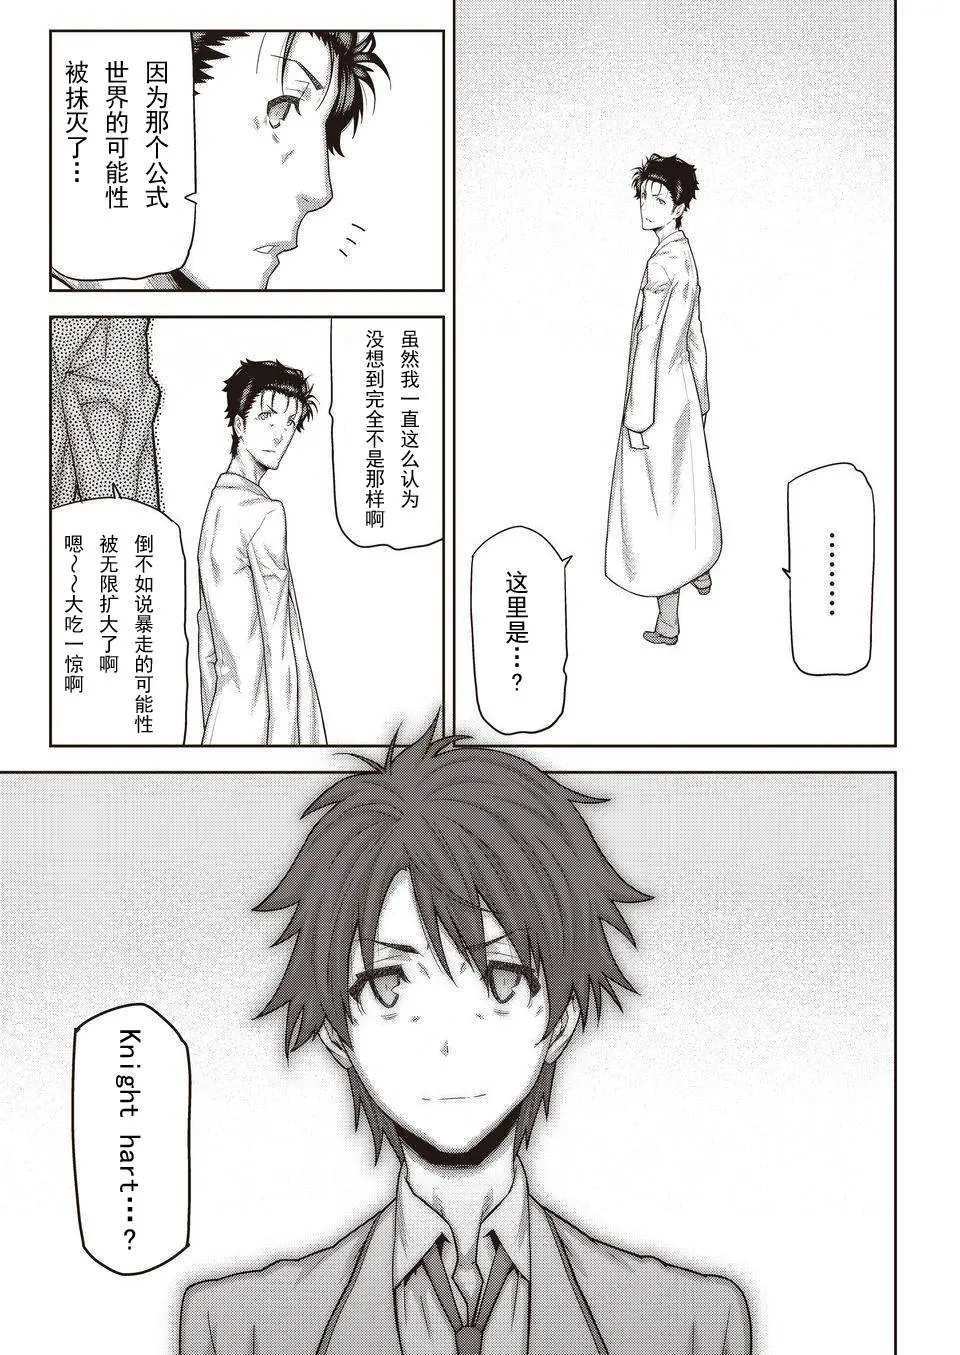 ………
这里是…?
因为那个公式
世界的可能性
被抹灭了…
虽然我一直这么认为
没想到完全不是那样啊
倒不如说暴走的可能性
被无限扩大了啊
嗯～～大吃一惊啊
Knight hart…?